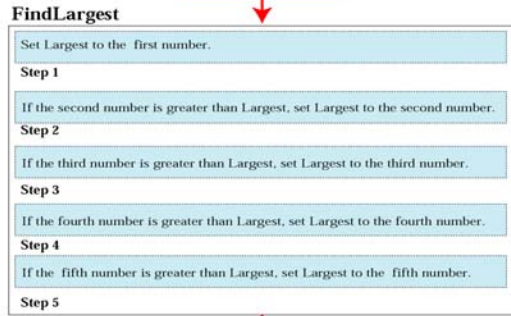 FindLargest
Set Largest to the first number.
Step 1
If the second number is greater than Largest, set Largest to the second number.
Step 2
If the third number is greater than Largest, set Largest to the third number.
Step 3
If the fourth number is greater than Largest, set Largest to the fourth number.
Step 4
If the fifth number is greater than Largest, set Largest to the fifth number.
Step 5